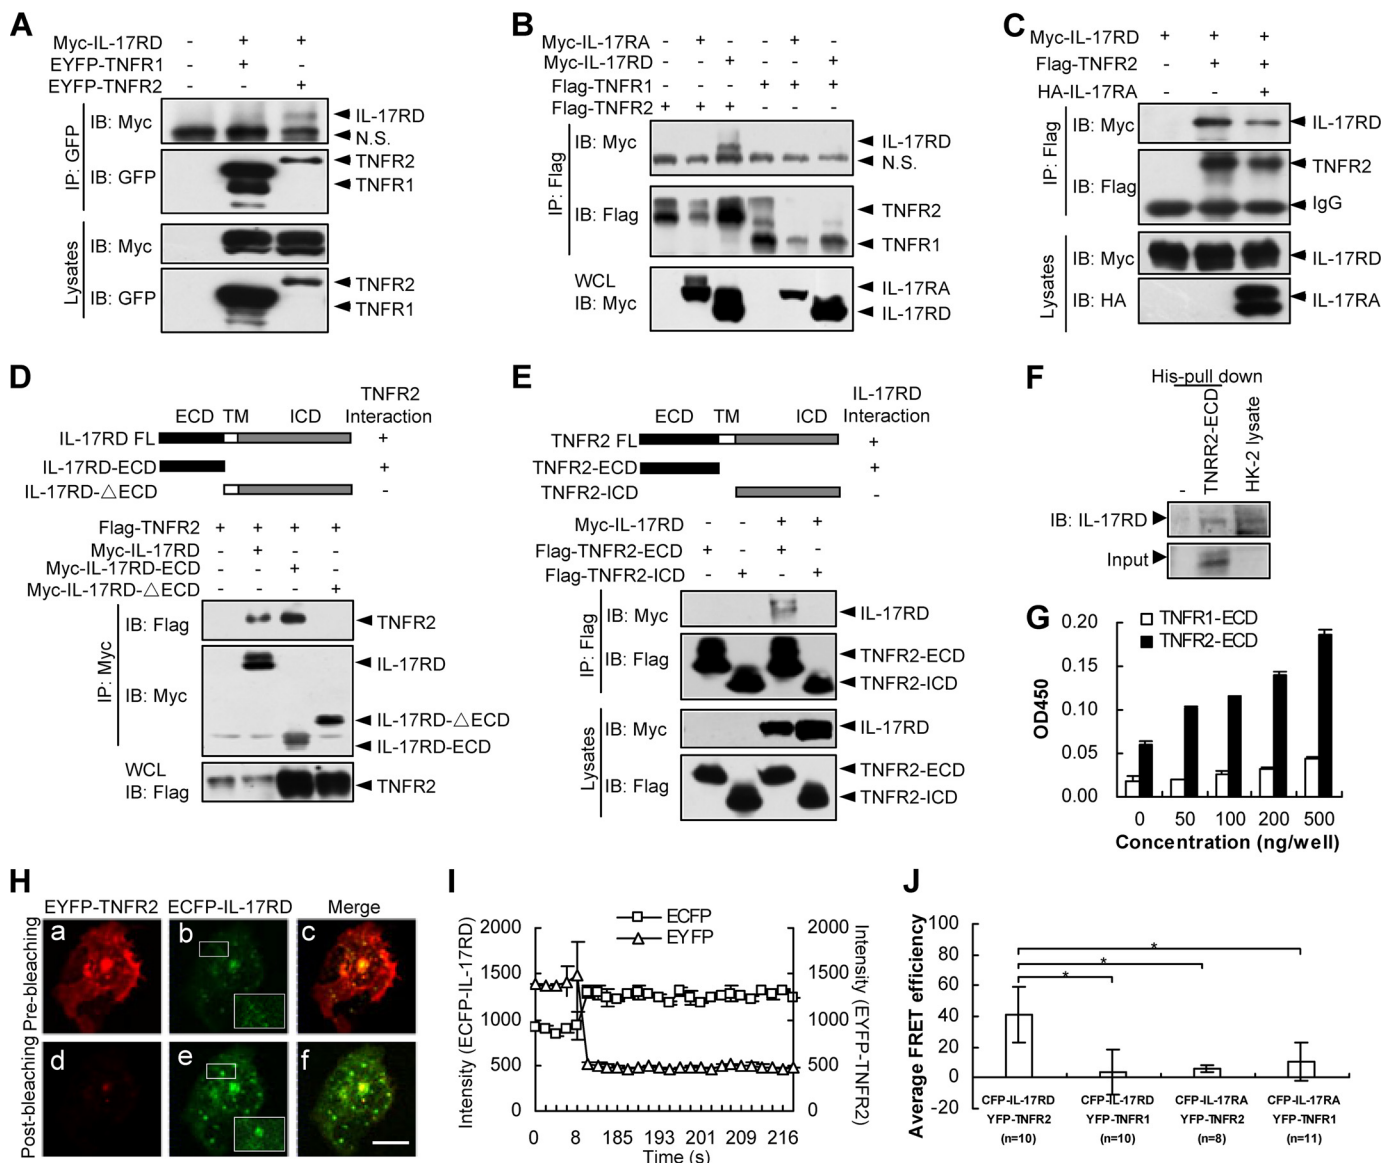 A
Myc-IL-17RD - + +
EYFP-TNFR1 - + -
EYFP-TNFR2 - - +
IP: GFP
IB: Myc
IL-17RD
N.S.
IB: GFP
TNFR2
TNFR1
Lysates
IB: Myc
IB: GFP
TNFR2
TNFR1
B
Myc-IL-17RA - + - - + -
Myc-IL-17RD - - + - - +
Flag-TNFR1 - - - + + +
Flag-TNFR2 + + + - - -
IP: Flag
IB: Myc
IL-17RD
N.S.
IB: Flag
TNFR2
TNFR1
WCL
IB: Myc
IL-17RA
IL-17RD
C
Myc-IL-17RD + + +
Flag-TNFR2 - + +
HA-IL-17RA - - +
IP: Flag
IB: Myc
IL-17RD
IB: Flag
TNFR2
IgG
Lysates
IB: Myc
IL-17RD
IB: HA
IL-17RA
D
TNFR2
Interaction
ECD TM ICD
IL-17RD FL +
IL-17RD-ECD +
IL-17RD-△ECD -
Flag-TNFR2 + + + +
Myc-IL-17RD - + - -
Myc-IL-17RD-ECD - - + -
Myc-IL-17RD-△ECD - - - +
IP: Myc
IB: Flag
TNFR2
IB: Myc
IL-17RD
IL-17RD-△ECD
IL-17RD-ECD
WCL
IB: Flag
TNFR2
E
IL-17RD
Interaction
ECD TM ICD
TNFR2 FL +
TNFR2-ECD +
TNFR2-ICD -
Myc-IL-17RD - - + +
Flag-TNFR2-ECD + - + -
Flag-TNFR2-ICD - + - +
IP: Flag
IB: Myc
IL-17RD
IB: Flag
TNFR2-ECD
TNFR2-ICD
Lysates
IB: Myc
IL-17RD
IB: Flag
TNFR2-ECD
TNFR2-ICD
F
His-pull down
-
TNRR2-ECD
HK-2 lysate
IB: IL-17RD
Input
G
TNFR1-ECD
TNFR2-ECD
OD450
0.20
0.15
0.10
0.05
0.00
0 50 100 200 500
Concentration (ng/well)
H
EYFP-TNFR2 ECFP-IL-17RD Merge
Pre-bleaching
a b c
Post-bleaching
d e f
I
ECFP
EYFP
Intensity (ECFP-IL-17RD)
2000
1500
1000
500
0
2000
1500
1000
500
0
Intensity (EYFP-TNFR2)
0 8 185 193 201 209 216
Time (s)
J
Average FRET efficiency
100
80
60
40
20
0
-20
*
*
*
CFP-IL-17RD CFP-IL-17RD CFP-IL-17RA CFP-IL-17RA
YFP-TNFR2 YFP-TNFR1 YFP-TNFR2 YFP-TNFR1
(n=10) (n=10) (n=8) (n=11)